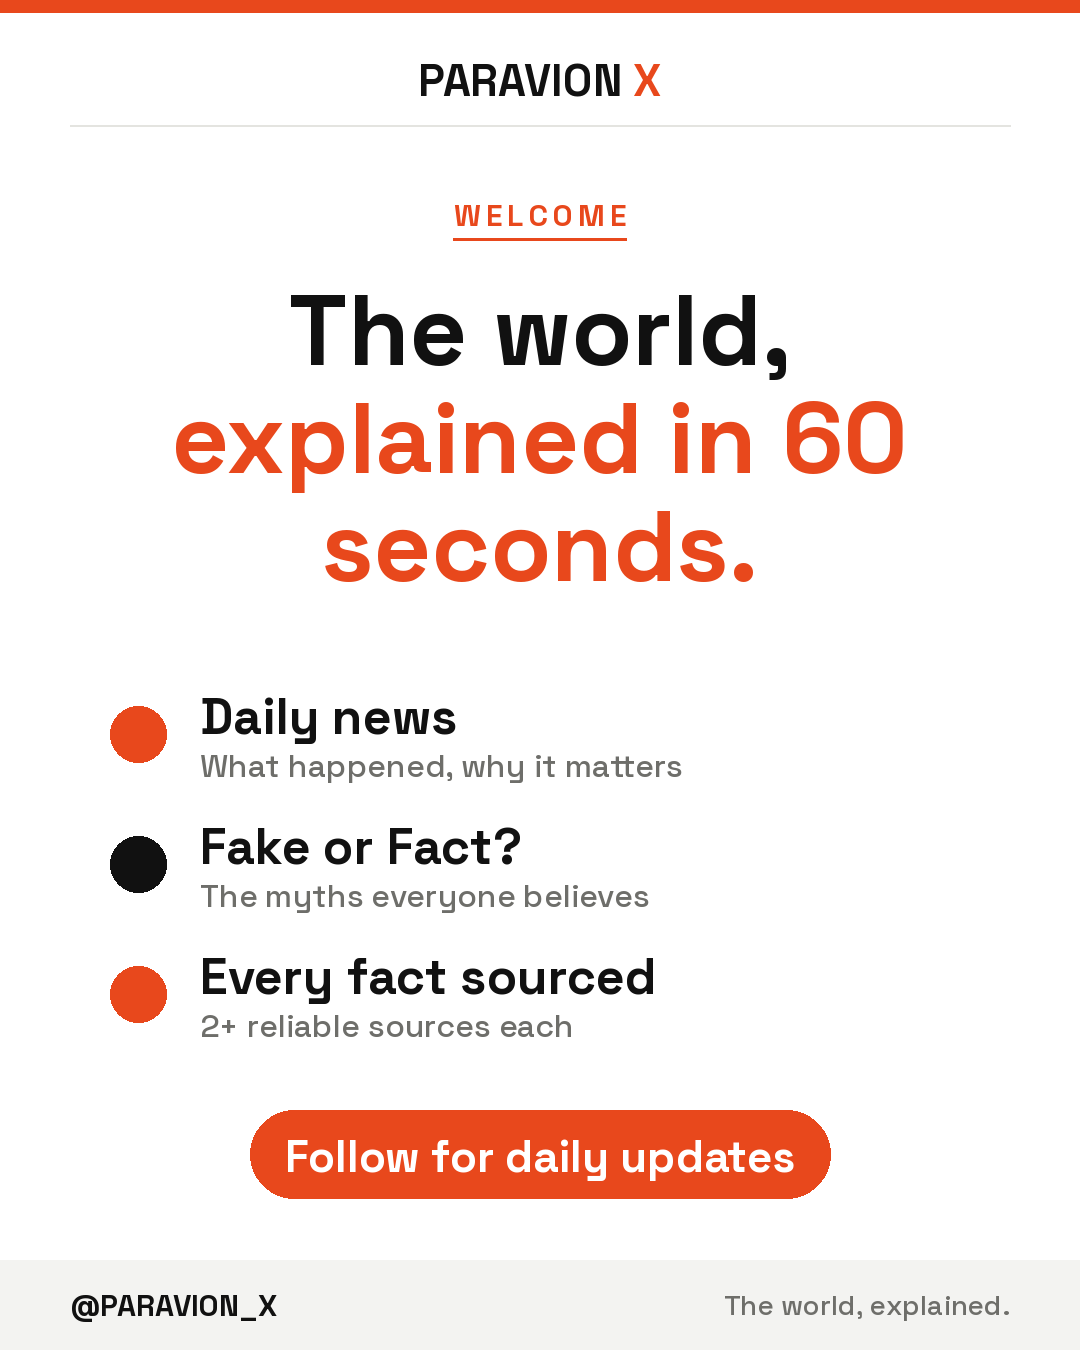 PARAVION X
WELCOME
The world,
explained in 60
seconds.
Daily news
What happened, why it matters
Fake or Fact?
The myths everyone believes
Every fact sourced
2+ reliable sources each
Follow for daily updates
@PARAVION_X
The world, explained.